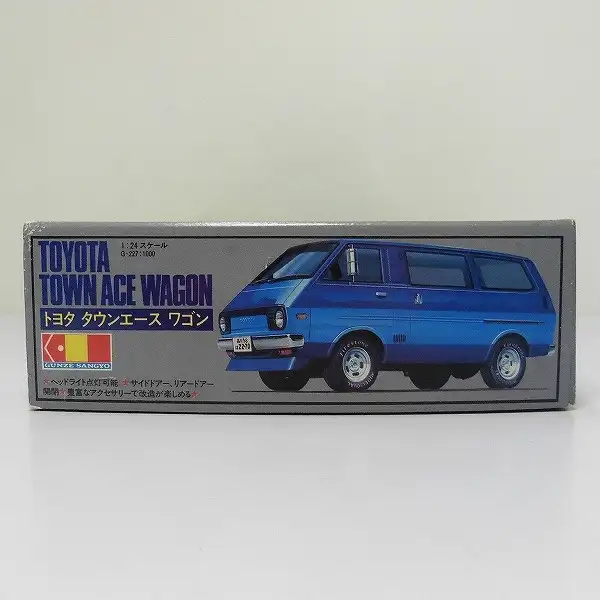 TOYOTA
TOWN ACE WAGON
1:24 スケール
G-227:1000
トヨタ タウンエース ワゴン
GUNZE SANGYO
★ヘッドライト点灯可能 ★サイドドアー、リアードアー
開閉★豊富なアクセサリーで改造が楽しめる★
FIRESTONE